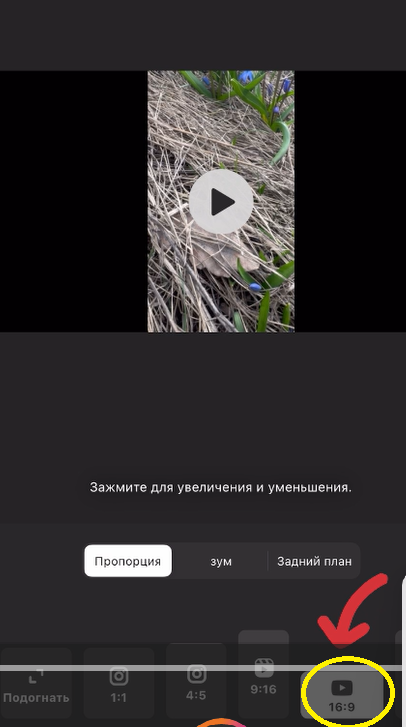 Зажмите для увеличения и уменьшения.
Пропорция зум Задний план
Подогнать 1:1 4:5 9:16 16:9